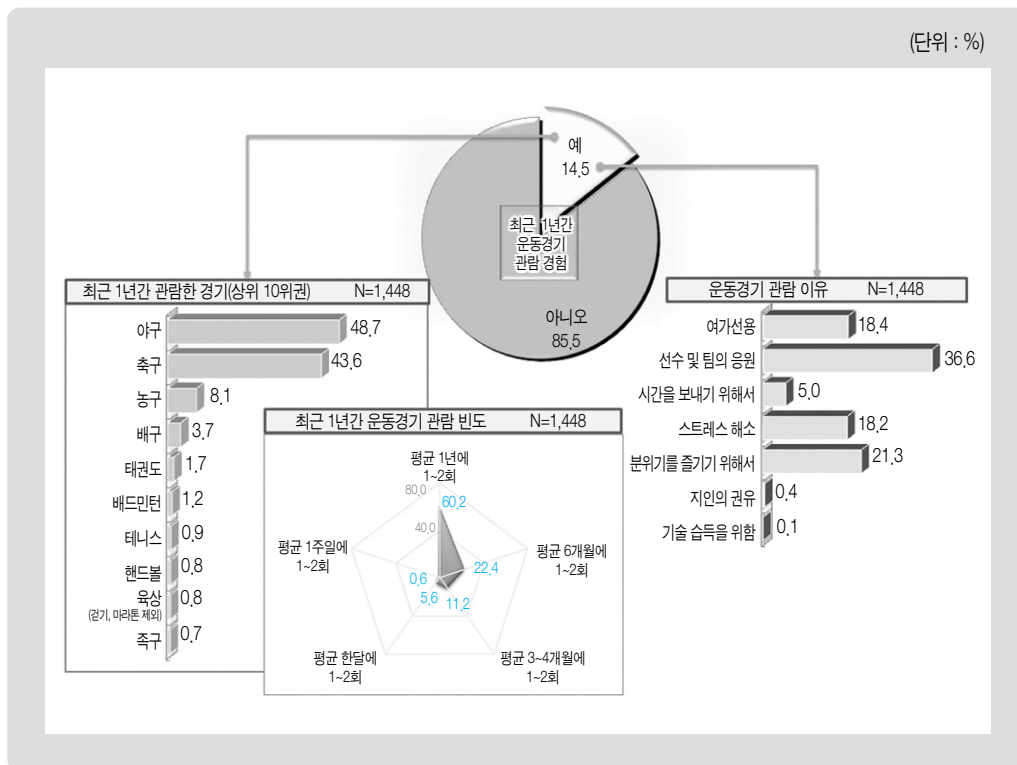 (단위 : %)
예
14.5
최근 1년간
운동경기
관람 경험
아니오
85.5
최근 1년간 관람한 경기(상위 10위권) N=1,448
야구 48.7
축구 43.6
농구 8.1
배구 3.7
태권도 1.7
배드민턴 1.2
테니스 0.9
핸드볼 0.8
육상 0.8
(걷기, 마라톤 제외)
족구 0.7
최근 1년간 운동경기 관람 빈도 N=1,448
평균 1년에
1~2회
80.0
60.2
40.0
평균 1주일에
1~2회
평균 6개월에
1~2회
0.6
22.4
5.6
11.2
평균 한달에
1~2회
평균 3~4개월에
1~2회
운동경기 관람 이유 N=1,448
여가선용 18.4
선수 및 팀의 응원 36.6
시간을 보내기 위해서 5.0
스트레스 해소 18.2
분위기를 즐기기 위해서 21.3
지인의 권유 0.4
기술 습득을 위함 0.1